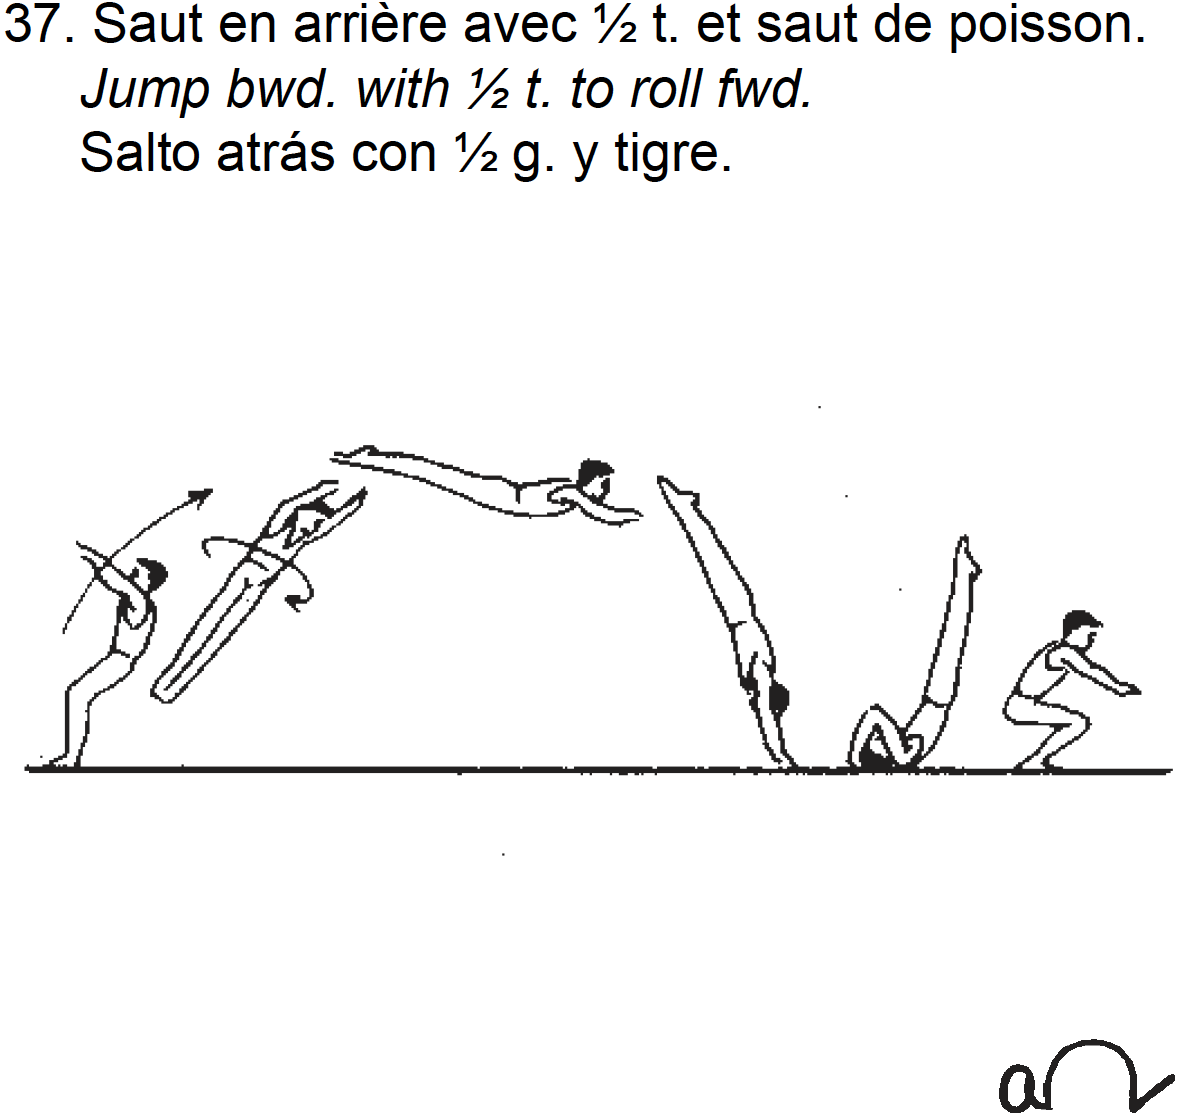 37. Saut en arrière avec ½ t. et saut de poisson.
Jump bwd. with ½ t. to roll fwd.
Salto atrás con ½ g. y tigre.